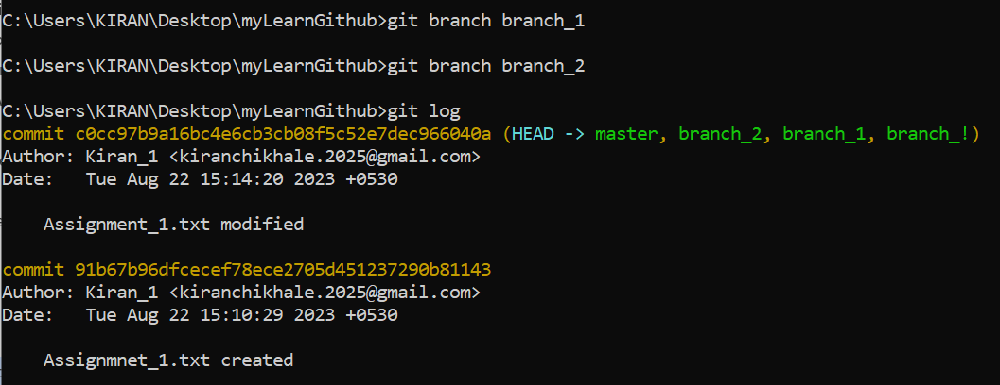 C:\Users\KIRAN\Desktop\myLearnGithub>git branch branch_1
C:\Users\KIRAN\Desktop\myLearnGithub>git branch branch_2
C:\Users\KIRAN\Desktop\myLearnGithub>git log
commit c0cc97b9a16bc4e6cb3cb08f5c52e7dec966040a (HEAD -> master, branch_2, branch_1, branch_!)
Author: Kiran_1 <kiranchikhale.2025@gmail.com>
Date:   Tue Aug 22 15:14:20 2023 +0530
    Assignment_1.txt modified
commit 91b67b96dfcecef78ece2705d451237290b81143
Author: Kiran_1 <kiranchikhale.2025@gmail.com>
Date:   Tue Aug 22 15:10:29 2023 +0530
    Assignmnet_1.txt created